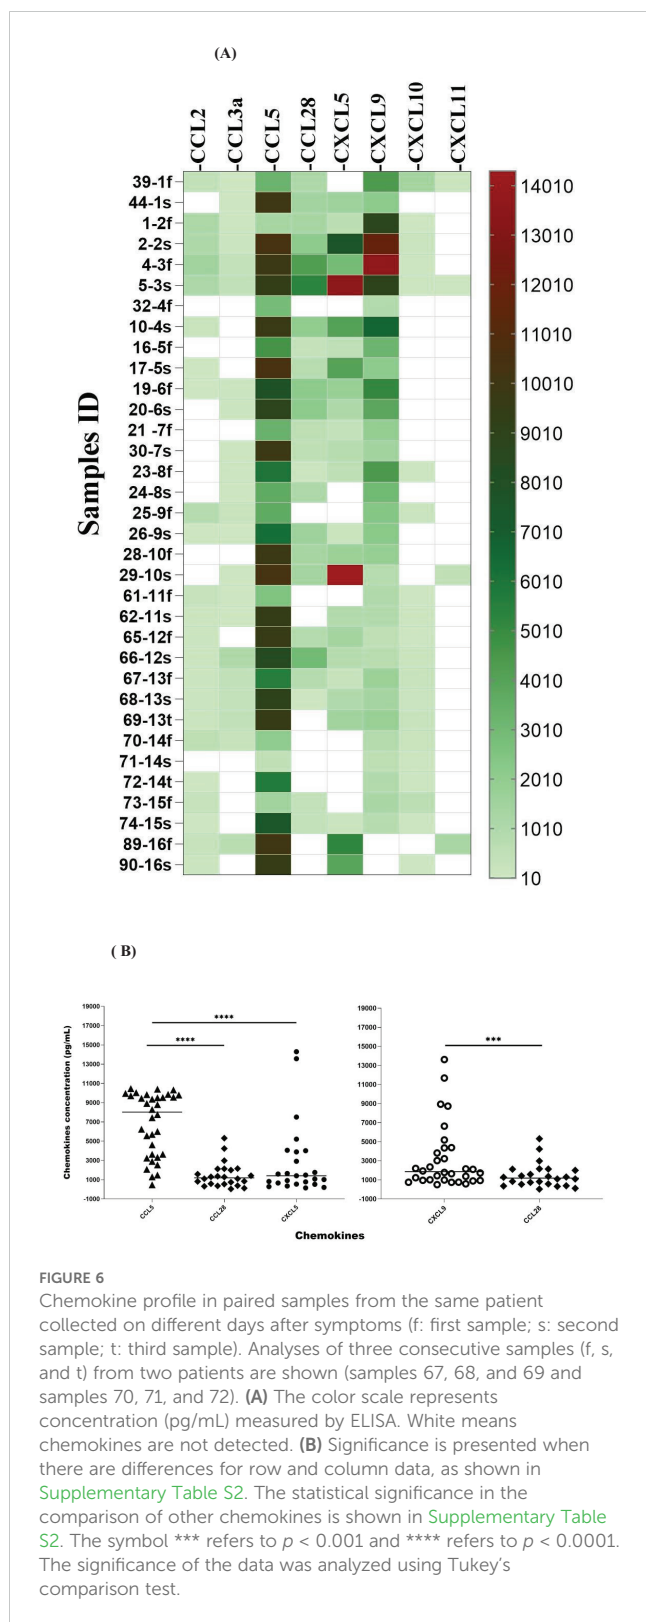 (A)
-CCL2
-CCL3a
-CCL5
-CCL28
-CXCL5
-CXCL9
-CXCL10
-CXCL11
Samples ID
39-1f
44-1s
1-2f
2-2s
4-3f
5-3s
32-4f
10-4s
16-5f
17-5s
19-6f
20-6s
21 -7f
30-7s
23-8f
24-8s
25-9f
26-9s
28-10f
29-10s
61-11f
62-11s
65-12f
66-12s
67-13f
68-13s
69-13t
70-14f
71-14s
72-14t
73-15f
74-15s
89-16f
90-16s
14010
13010
12010
11010
10010
9010
8010
7010
6010
5010
4010
3010
2010
1010
10
( B)
Chemokines concentration (pg/mL)
19000
17000
15000
13000
11000
9000
7000
5000
3000
1000
-1000
****
****
CCL5
CCL28
CXCL5
19000
17000
15000
13000
11000
9000
7000
5000
3000
1000
-1000
***
CXCL9
CCL28
Chemokines
FIGURE 6
Chemokine profile in paired samples from the same patient
collected on different days after symptoms (f: first sample; s: second
sample; t: third sample). Analyses of three consecutive samples (f, s,
and t) from two patients are shown (samples 67, 68, and 69 and
samples 70, 71, and 72). (A) The color scale represents
concentration (pg/mL) measured by ELISA. White means
chemokines are not detected. (B) Significance is presented when
there are differences for row and column data, as shown in
Supplementary Table S2. The statistical significance in the
comparison of other chemokines is shown in Supplementary Table
S2. The symbol *** refers to p < 0.001 and **** refers to p < 0.0001.
The significance of the data was analyzed using Tukey's
comparison test.